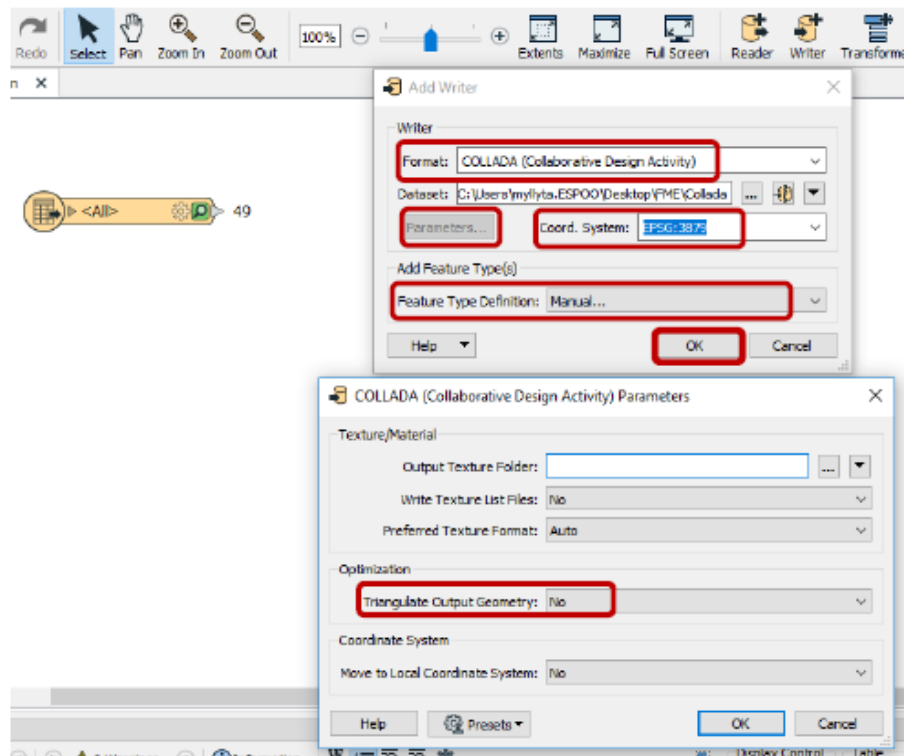 Redo
Select
Pan
Zoom In
Zoom Out
100%
Extents
Maximize
Full Screen
Reader
Writer
Transforme
n
Add Writer
Writer
Format: COLLADA (Collaborative Design Activity)
Dataset: C:\Users\myllyta.ESPOO\Desktop\FME\Collada ...
Parameters... Coord. System: EPSG:3879
<All> 49
Add Feature Type(s)
Feature Type Definition: Manual...
Help OK Cancel
COLLADA (Collaborative Design Activity) Parameters
Texture/Material
Output Texture Folder: ...
Write Texture List Files: No
Preferred Texture Format: Auto
Optimization
Triangulate Output Geometry: No
Coordinate System
Move to Local Coordinate System: No
Help Presets OK Cancel
Display Control Table